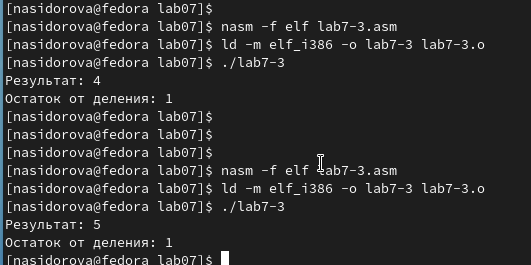 [nasidorova@fedora lab07]$
[nasidorova@fedora lab07]$ nasm -f elf lab7-3.asm
[nasidorova@fedora lab07]$ ld -m elf_i386 -o lab7-3 lab7-3.o
[nasidorova@fedora lab07]$ ./lab7-3
Результат: 4
Остаток от деления: 1
[nasidorova@fedora lab07]$
[nasidorova@fedora lab07]$
[nasidorova@fedora lab07]$
[nasidorova@fedora lab07]$ nasm -f elf lab7-3.asm
[nasidorova@fedora lab07]$ ld -m elf_i386 -o lab7-3 lab7-3.o
[nasidorova@fedora lab07]$ ./lab7-3
Результат: 5
Остаток от деления: 1
[nasidorova@fedora lab07]$